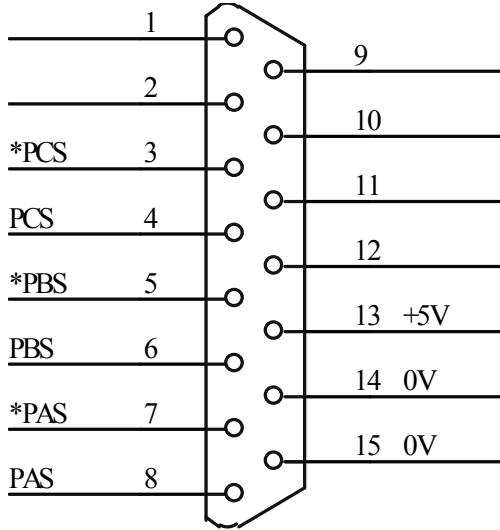 1
2
*PCS 3
PCS 4
*PBS 5
PBS 6
*PAS 7
PAS 8
9
10
11
12
13 +5V
14 0V
15 0V